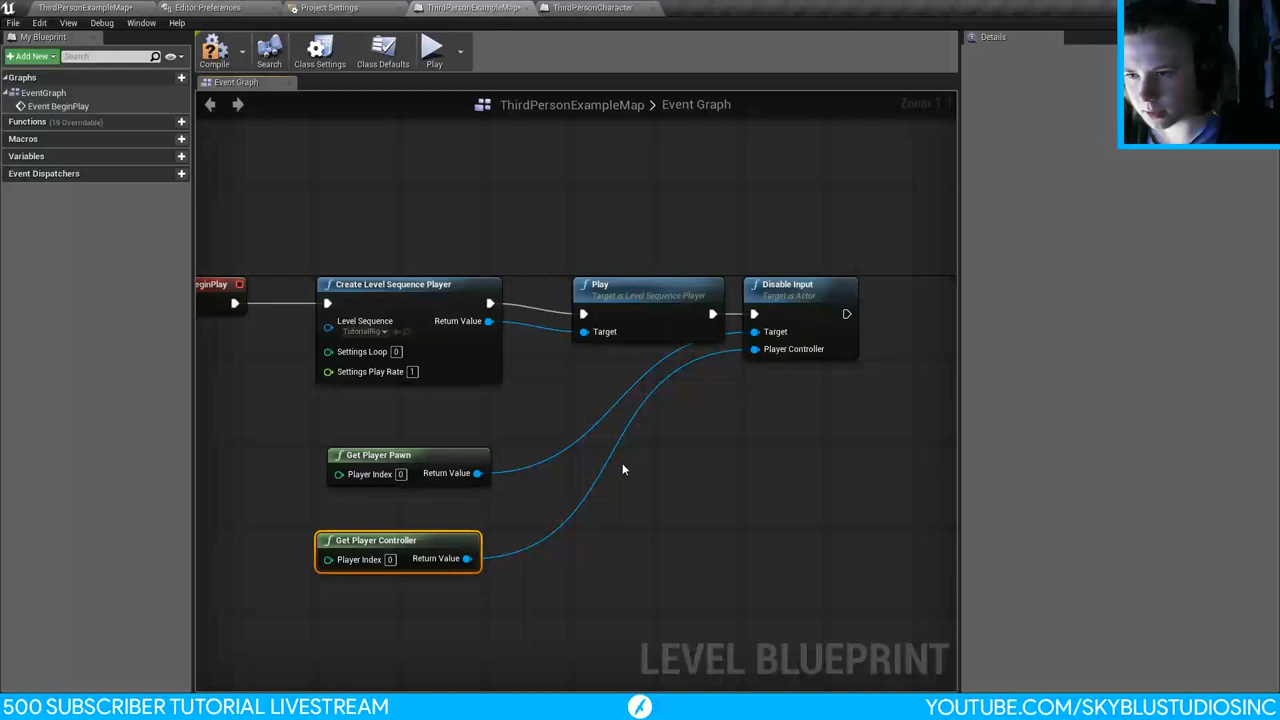 ThirdPersonExampleMap*
Editor Preferences
Project Settings
ThirdPersonExampleMap*
ThirdPersonCharacter
File Edit View Debug Window Help
My Blueprint
+Add New
Search
Graphs
EventGraph
Event BeginPlay
Functions (19 Overridable)
Macros
Variables
Event Dispatchers
Compile
Search
Class Settings
Class Defaults
Play
Event Graph
ThirdPersonExampleMap > Event Graph
Zoom 1:1
Details
eginPlay
f Create Level Sequence Player
Level Sequence
TutorialRig
Return Value
Settings Loop 0
Settings Play Rate 1
f Play
Target is Level Sequence Player
Target
f Disable Input
Target is Actor
Target
Player Controller
f Get Player Pawn
Player Index 0 Return Value
f Get Player Controller
Player Index 0 Return Value
LEVEL BLUEPRINT
500 SUBSCRIBER TUTORIAL LIVESTREAM
YOUTUBE.COM/SKYBLUSTUDIOSINC